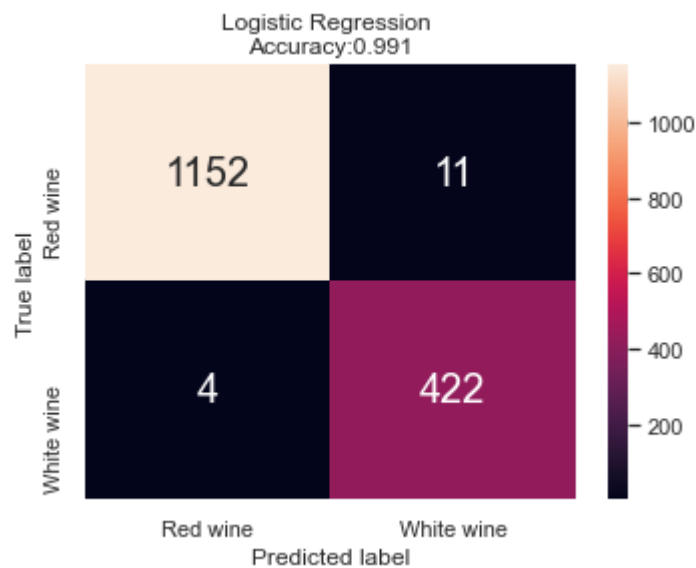 Logistic Regression
Accuracy:0.991
1152 11
4 422
Red wine
White wine
True label
Red wine White wine
Predicted label
1000
800
600
400
200